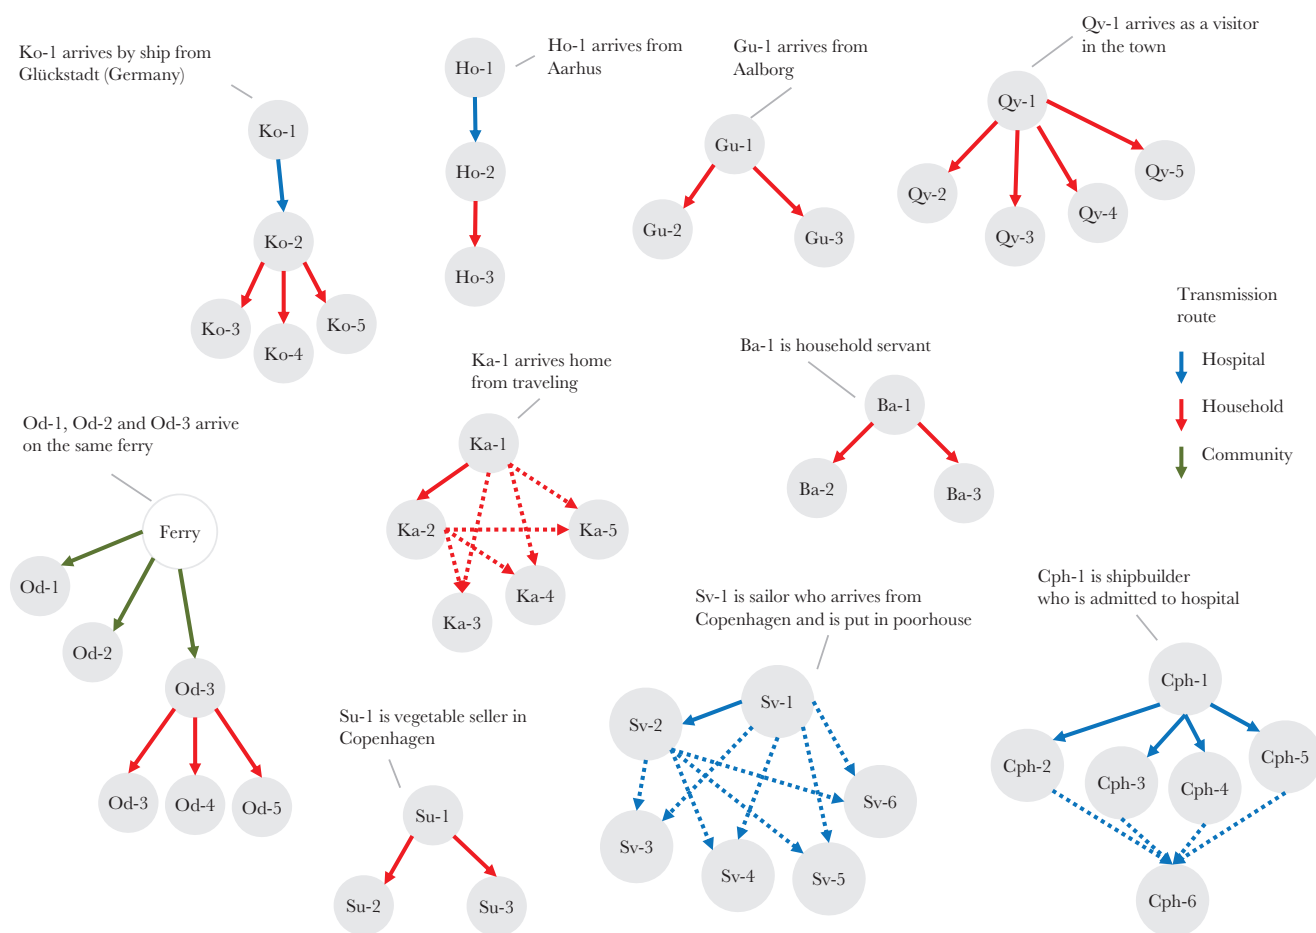 Ko-1 arrives by ship from
Glückstadt (Germany)
Ko-1
Ko-2
Ko-3
Ko-4
Ko-5
Ho-1 arrives from
Aarhus
Ho-1
Ho-2
Ho-3
Gu-1 arrives from
Aalborg
Gu-1
Gu-2
Gu-3
Qv-1 arrives as a visitor
in the town
Qv-1
Qv-2
Qv-3
Qv-4
Qv-5
Transmission
route
Hospital
Household
Community
Od-1, Od-2 and Od-3 arrive
on the same ferry
Ferry
Od-1
Od-2
Od-3
Od-3
Od-4
Od-5
Ka-1 arrives home
from traveling
Ka-1
Ka-2
Ka-5
Ka-4
Ka-3
Ba-1 is household servant
Ba-1
Ba-2
Ba-3
Su-1 is vegetable seller in
Copenhagen
Su-1
Su-2
Su-3
Sv-1 is sailor who arrives from
Copenhagen and is put in poorhouse
Sv-1
Sv-2
Sv-3
Sv-4
Sv-5
Sv-6
Cph-1 is shipbuilder
who is admitted to hospital
Cph-1
Cph-2
Cph-3
Cph-4
Cph-5
Cph-6